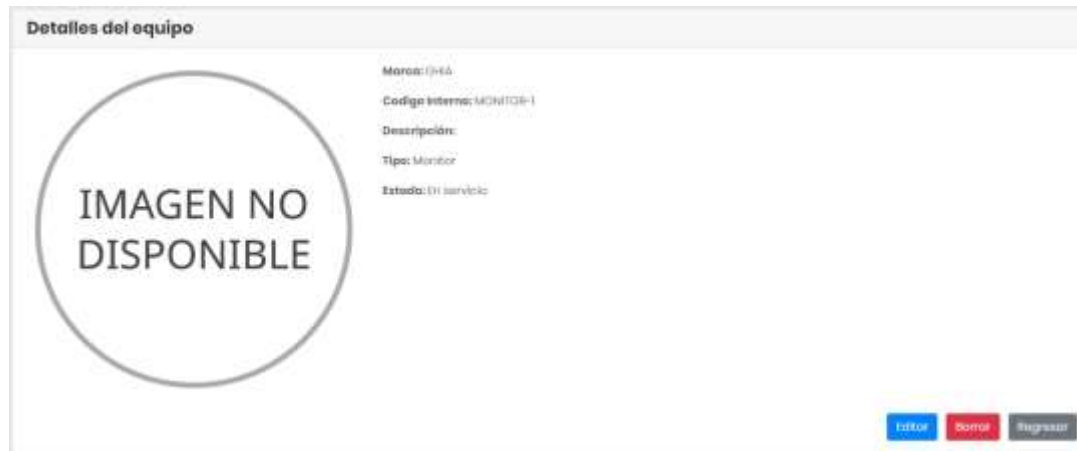 Detalles del equipo
IMAGEN NO
DISPONIBLE
Marca: GHIA
Codigo Interno: MONITOR-1
Descripción:
Tipo: Monitor
Estado: En servicio
Editar
Borrar
Regresar